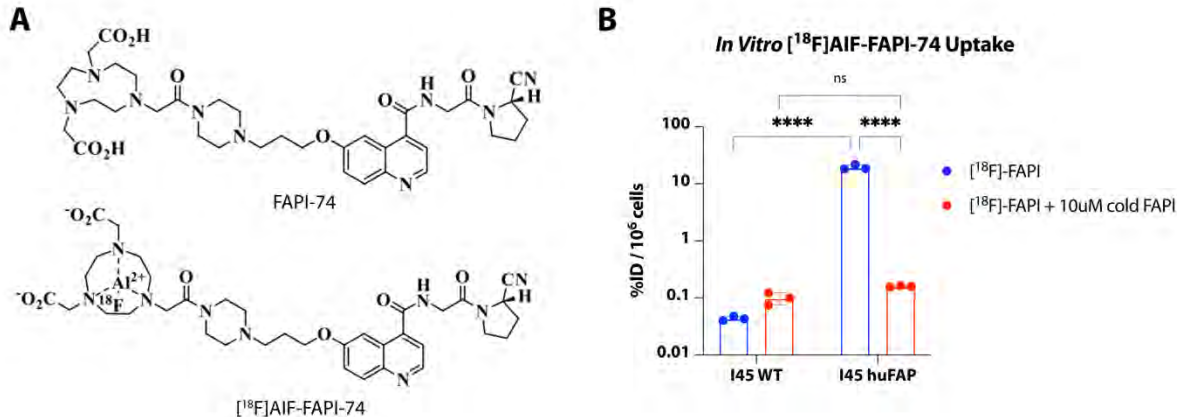 A
CO₂H
N
N
N
O
N
N
O
O
N
H
O
N
CN
H
CO₂H
N
FAPI-74
⁻O₂C
N
Al²⁺
⁻O₂C
N
¹⁸F
N
O
N
N
O
O
N
H
O
N
CN
H
N
[¹⁸F]AlF-FAPI-74
B
In Vitro [¹⁸F]AlF-FAPI-74 Uptake
ns
**** ****
%ID / 10⁶ cells
100
10
1
0.1
0.01
I45 WT I45 huFAP
[¹⁸F]-FAPI
[¹⁸F]-FAPI + 10uM cold FAPI